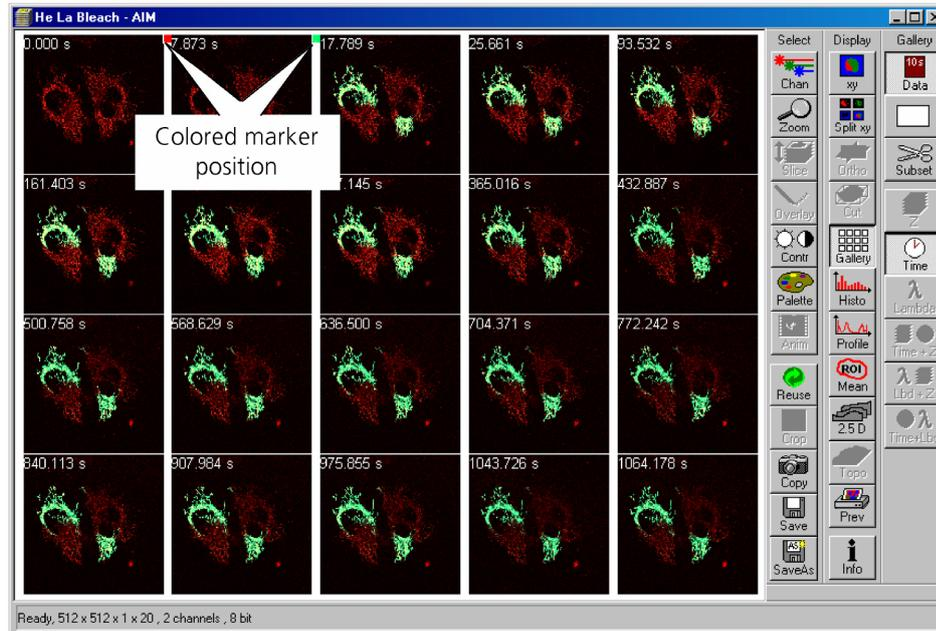 He La Bleach - AIM
0.000 s
7.873 s
17.789 s
25.661 s
93.532 s
Colored marker
position
161.403 s
.145 s
365.016 s
432.887 s
500.758 s
568.629 s
636.500 s
704.371 s
772.242 s
840.113 s
907.984 s
975.855 s
1043.726 s
1064.178 s
Select
Chan
Zoom
Slice
Overlay
Contr
Palette
Anim
Reuse
Crop
Copy
Save
AS
SaveAs
Display
xy
Split xy
Ortho
Cut
Gallery
Histo
Profile
ROI
Mean
2.5 D
Topo
Prev
i
Info
Gallery
10 s
Data
Subset
Z
Time
λ
Lambda
Time + Z
λ
Lbd + Z
λ
Time+Lbd
Ready, 512 x 512 x 1 x 20 , 2 channels , 8 bit